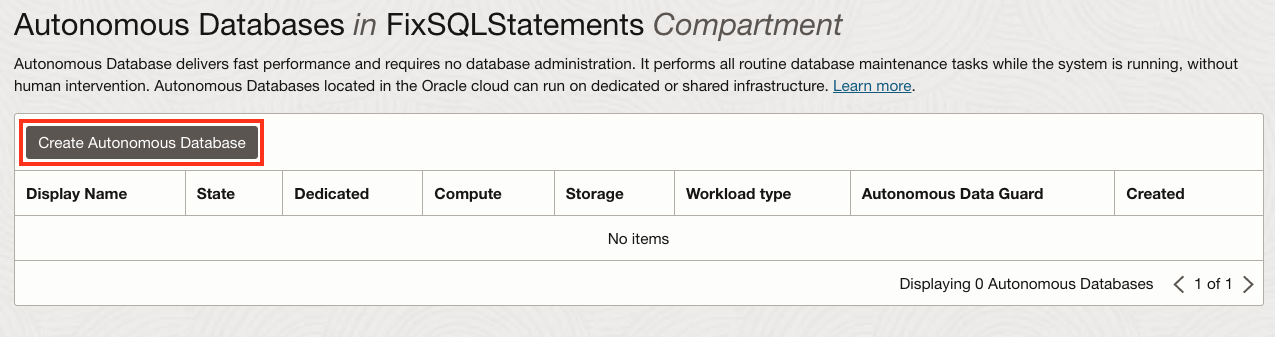 Autonomous Databases in FixSQLStatements Compartment
Autonomous Database delivers fast performance and requires no database administration. It performs all routine database maintenance tasks while the system is running, without
human intervention. Autonomous Databases located in the Oracle cloud can run on dedicated or shared infrastructure. Learn more.
Create Autonomous Database
Display Name State Dedicated Compute Storage Workload type Autonomous Data Guard Created
No items
Displaying 0 Autonomous Databases 1 of 1